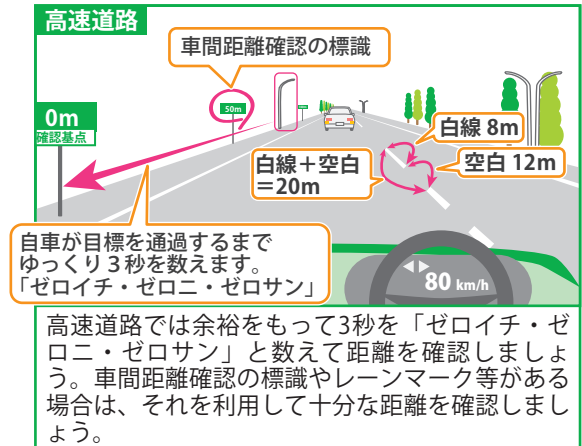 高速道路
車間距離確認の標識
50m
0m
確認基点
白線 8m
空白 12m
白線＋空白
＝20m
自車が目標を通過するまで
ゆっくり３秒を数えます。
「ゼロイチ・ゼロニ・ゼロサン」
80 km/h
高速道路では余裕をもって3秒を「ゼロイチ・ゼ
ロニ・ゼロサン」と数えて距離を確認しましょ
う。車間距離確認の標識やレーンマーク等がある
場合は、それを利用して十分な距離を確認しまし
ょう。